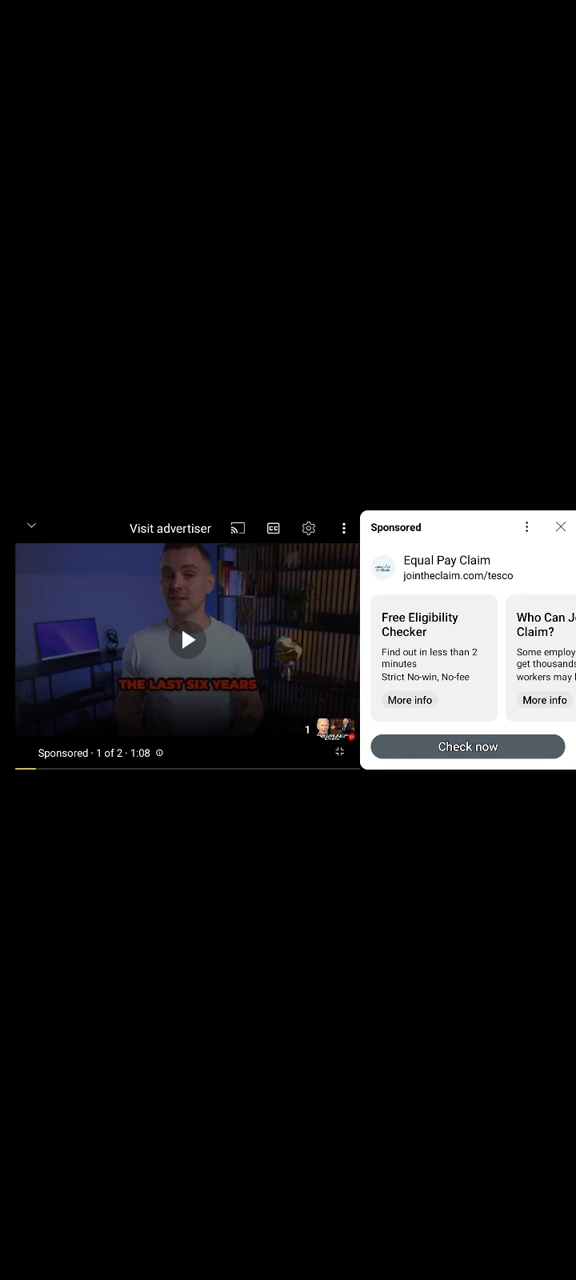 Visit advertiser
CC
THE LAST SIX YEARS
1
Sponsored · 1 of 2 · 1:08
Sponsored
Equal Pay Claim
jointheclaim.com/tesco
Free Eligibility
Checker
Find out in less than 2
minutes
Strict No-win, No-fee
More info
Who Can J
Claim?
Some employ
get thousands
workers may
More info
Check now